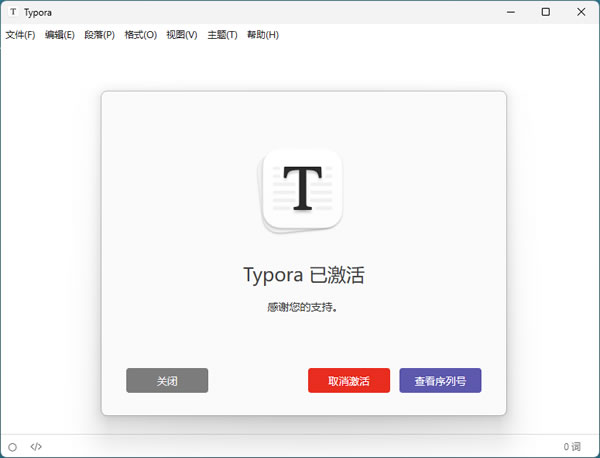 T Typora
文件(F) 编辑(E) 段落(P) 格式(O) 视图(V) 主题(T) 帮助(H)
T
Typora 已激活
感谢您的支持。
关闭 取消激活 查看序列号
</> 0 词